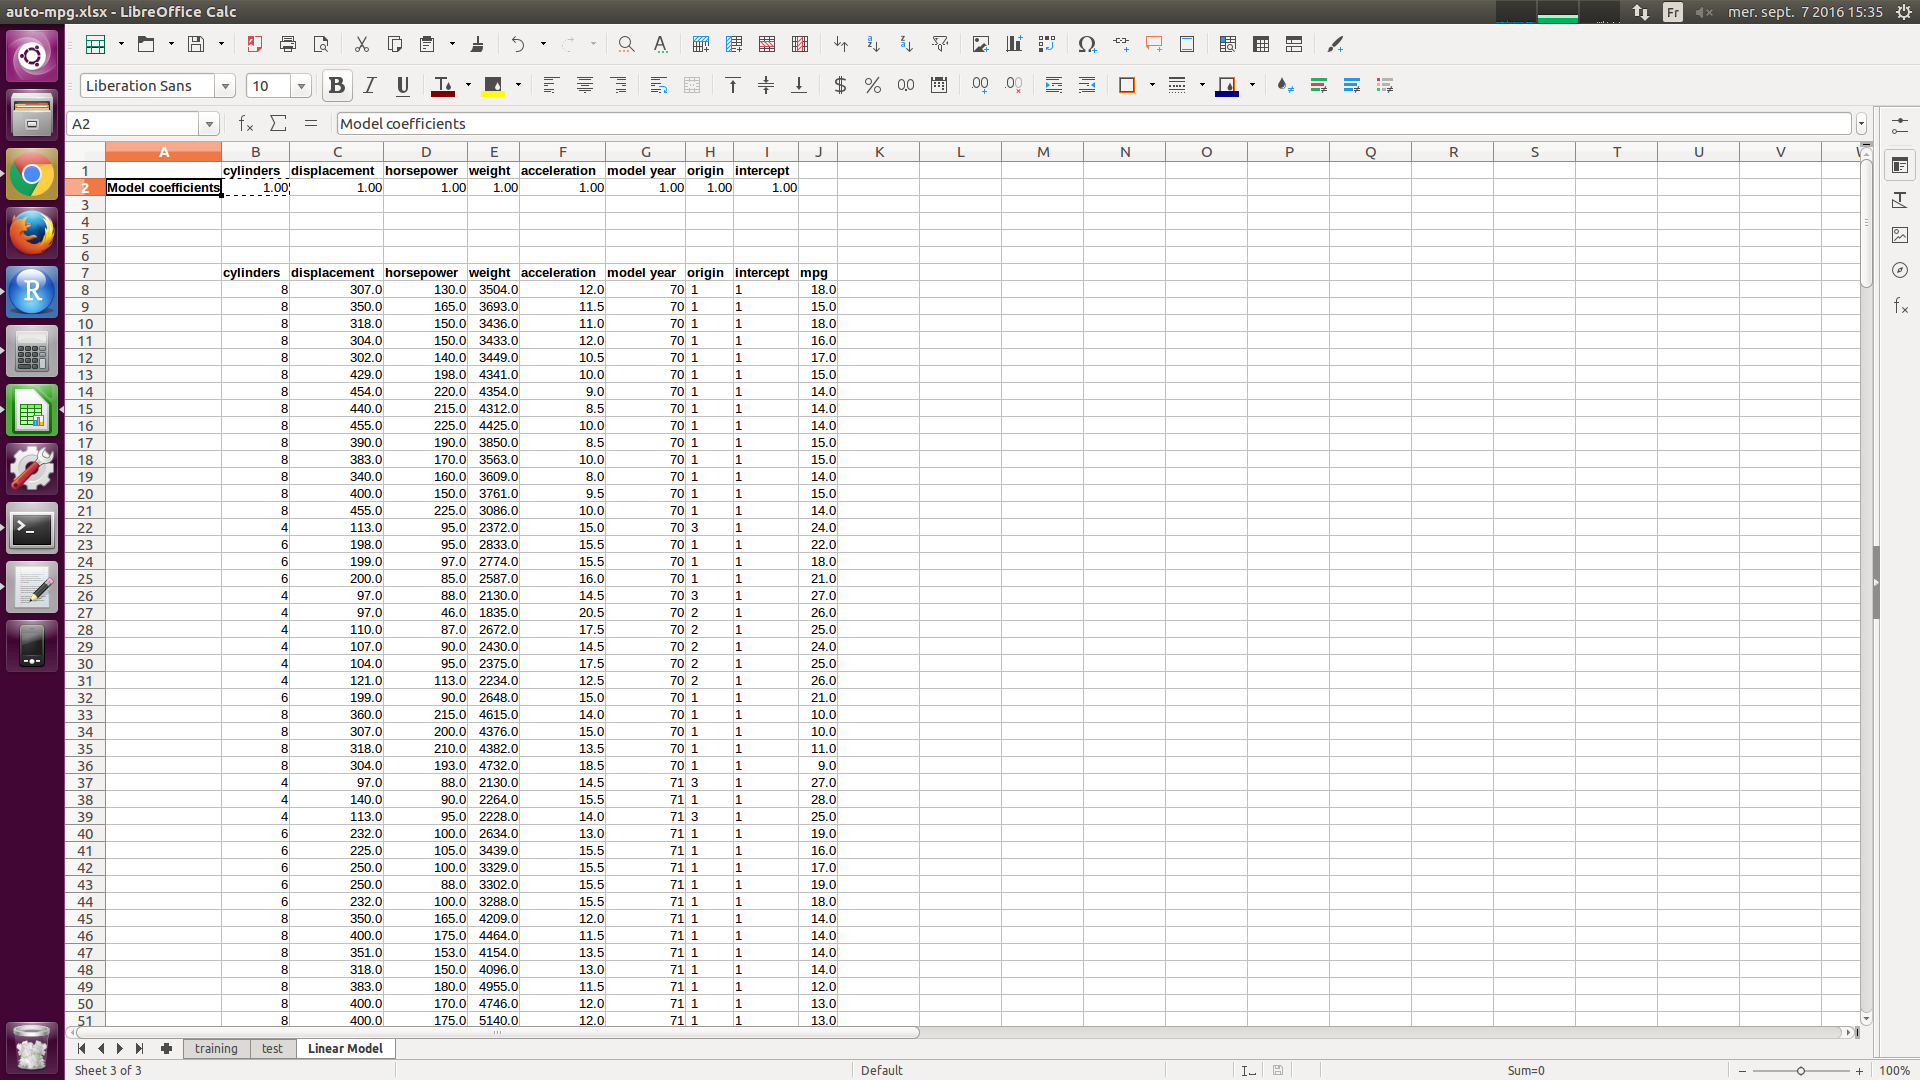 auto-mpg.xlsx - LibreOffice Calc Fr mer. sept. 7 2016 15:35
Liberation Sans 10
A2 Model coefficients
A B C D E F G H I J K L M N O P Q R S T U V
1 cylinders displacement horsepower weight acceleration model year origin intercept
2 Model coefficients 1.00 1.00 1.00 1.00 1.00 1.00 1.00 1.00
3
4
5
6
7 cylinders displacement horsepower weight acceleration model year origin intercept mpg
8 8 307.0 130.0 3504.0 12.0 70 1 1 18.0
9 8 350.0 165.0 3693.0 11.5 70 1 1 15.0
10 8 318.0 150.0 3436.0 11.0 70 1 1 18.0
11 8 304.0 150.0 3433.0 12.0 70 1 1 16.0
12 8 302.0 140.0 3449.0 10.5 70 1 1 17.0
13 8 429.0 198.0 4341.0 10.0 70 1 1 15.0
14 8 454.0 220.0 4354.0 9.0 70 1 1 14.0
15 8 440.0 215.0 4312.0 8.5 70 1 1 14.0
16 8 455.0 225.0 4425.0 10.0 70 1 1 14.0
17 8 390.0 190.0 3850.0 8.5 70 1 1 15.0
18 8 383.0 170.0 3563.0 10.0 70 1 1 15.0
19 8 340.0 160.0 3609.0 8.0 70 1 1 14.0
20 8 400.0 150.0 3761.0 9.5 70 1 1 15.0
21 8 455.0 225.0 3086.0 10.0 70 1 1 14.0
22 4 113.0 95.0 2372.0 15.0 70 3 1 24.0
23 6 198.0 95.0 2833.0 15.5 70 1 1 22.0
24 6 199.0 97.0 2774.0 15.5 70 1 1 18.0
25 6 200.0 85.0 2587.0 16.0 70 1 1 21.0
26 4 97.0 88.0 2130.0 14.5 70 3 1 27.0
27 4 97.0 46.0 1835.0 20.5 70 2 1 26.0
28 4 110.0 87.0 2672.0 17.5 70 2 1 25.0
29 4 107.0 90.0 2430.0 14.5 70 2 1 24.0
30 4 104.0 95.0 2375.0 17.5 70 2 1 25.0
31 4 121.0 113.0 2234.0 12.5 70 2 1 26.0
32 6 199.0 90.0 2648.0 15.0 70 1 1 21.0
33 8 360.0 215.0 4615.0 14.0 70 1 1 10.0
34 8 307.0 200.0 4376.0 15.0 70 1 1 10.0
35 8 318.0 210.0 4382.0 13.5 70 1 1 11.0
36 8 304.0 193.0 4732.0 18.5 70 1 1 9.0
37 4 97.0 88.0 2130.0 14.5 71 3 1 27.0
38 4 140.0 90.0 2264.0 15.5 71 1 1 28.0
39 4 113.0 95.0 2228.0 14.0 71 3 1 25.0
40 6 232.0 100.0 2634.0 13.0 71 1 1 19.0
41 6 225.0 105.0 3439.0 15.5 71 1 1 16.0
42 6 250.0 100.0 3329.0 15.5 71 1 1 17.0
43 6 250.0 88.0 3302.0 15.5 71 1 1 19.0
44 6 232.0 100.0 3288.0 15.5 71 1 1 18.0
45 8 350.0 165.0 4209.0 12.0 71 1 1 14.0
46 8 400.0 175.0 4464.0 11.5 71 1 1 14.0
47 8 351.0 153.0 4154.0 13.5 71 1 1 14.0
48 8 318.0 150.0 4096.0 13.0 71 1 1 14.0
49 8 383.0 180.0 4955.0 11.5 71 1 1 12.0
50 8 400.0 170.0 4746.0 12.0 71 1 1 13.0
51 8 400.0 175.0 5140.0 12.0 71 1 1 13.0
training test Linear Model
Sheet 3 of 3 Default Sum=0 100%